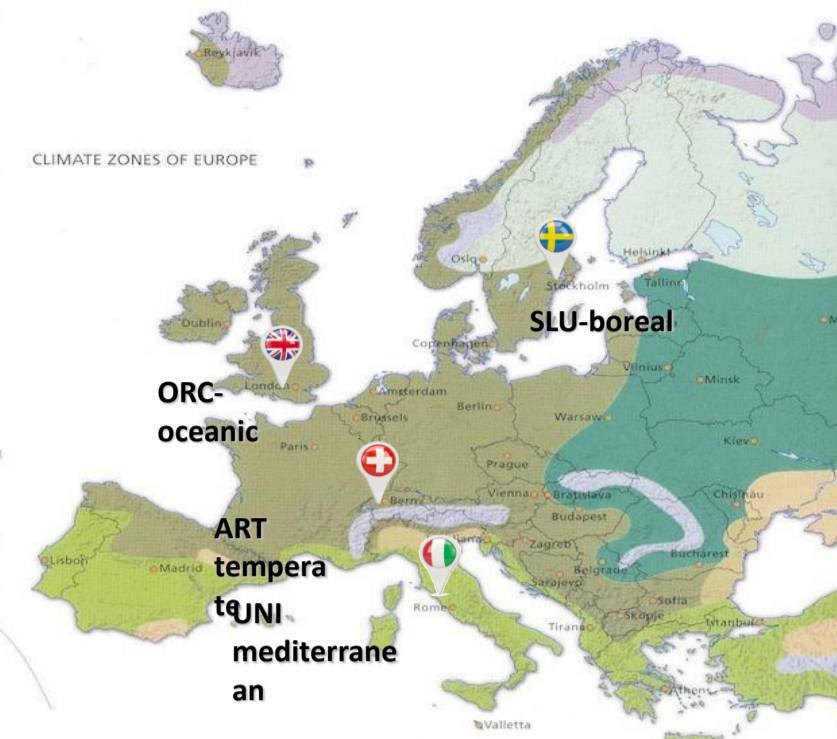 Reykjavik
CLIMATE ZONES OF EUROPE
Oslo
Helsinki
Stockholm
Tallinn
SLU-boreal
Dublin
Copenhagen
Vilnius
Minsk
London
ORC-
oceanic
Amsterdam
Berlin
Brussels
Warsaw
Paris
Kiev
Prague
Bern
Vienna
Bratislava
Chisinau
Budapest
ART
tempera
te
Zagreb
Lisbon
Madrid
Belgrade
Bucharest
Sarajevo
UNI
mediterrane
an
Rome
Sofia
Skopje
Tirana
Istanbul
Athens
Valletta